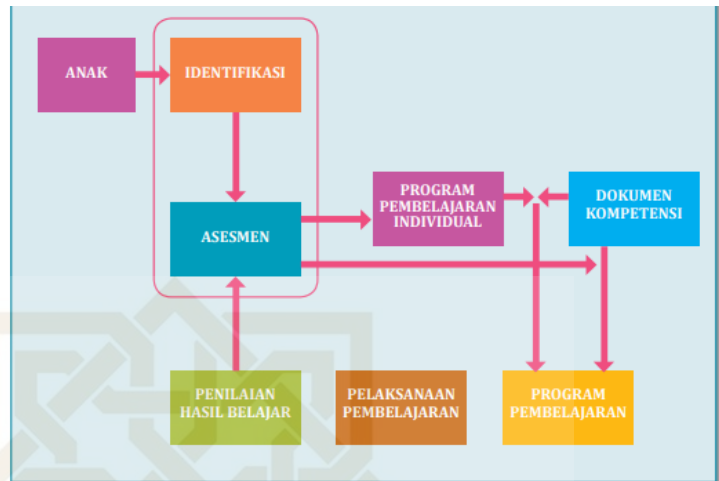 ANAK
IDENTIFIKASI
ASESMEN
PROGRAM
PEMBELAJARAN
INDIVIDUAL
DOKUMEN
KOMPETENSI
PENILAIAN
HASIL BELAJAR
PELAKSANAAN
PEMBELAJARAN
PROGRAM
PEMBELAJARAN